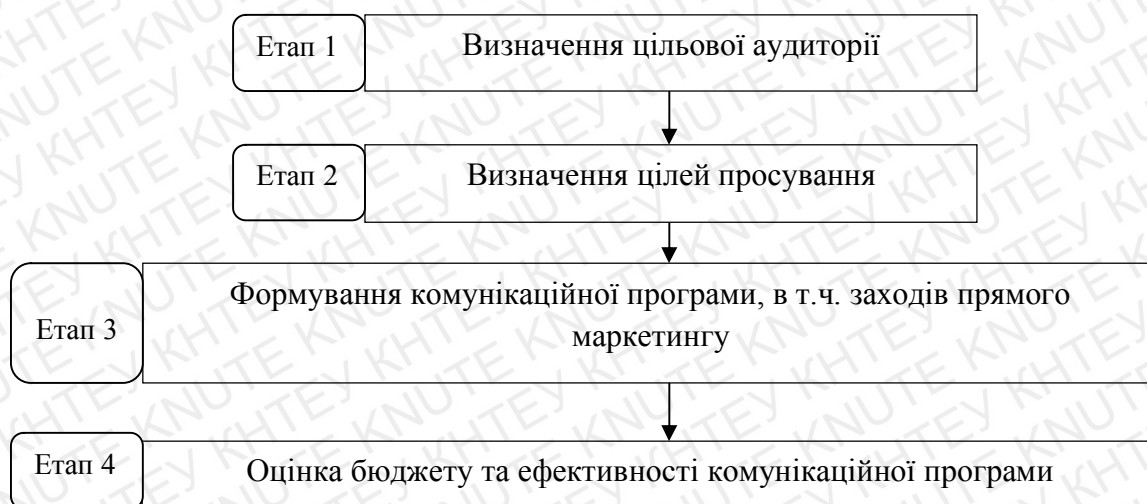 Етап 1
Визначення цільової аудиторії
Етап 2
Визначення цілей просування
Етап 3
Формування комунікаційної програми, в т.ч. заходів прямого
маркетингу
Етап 4
Оцінка бюджету та ефективності комунікаційної програми